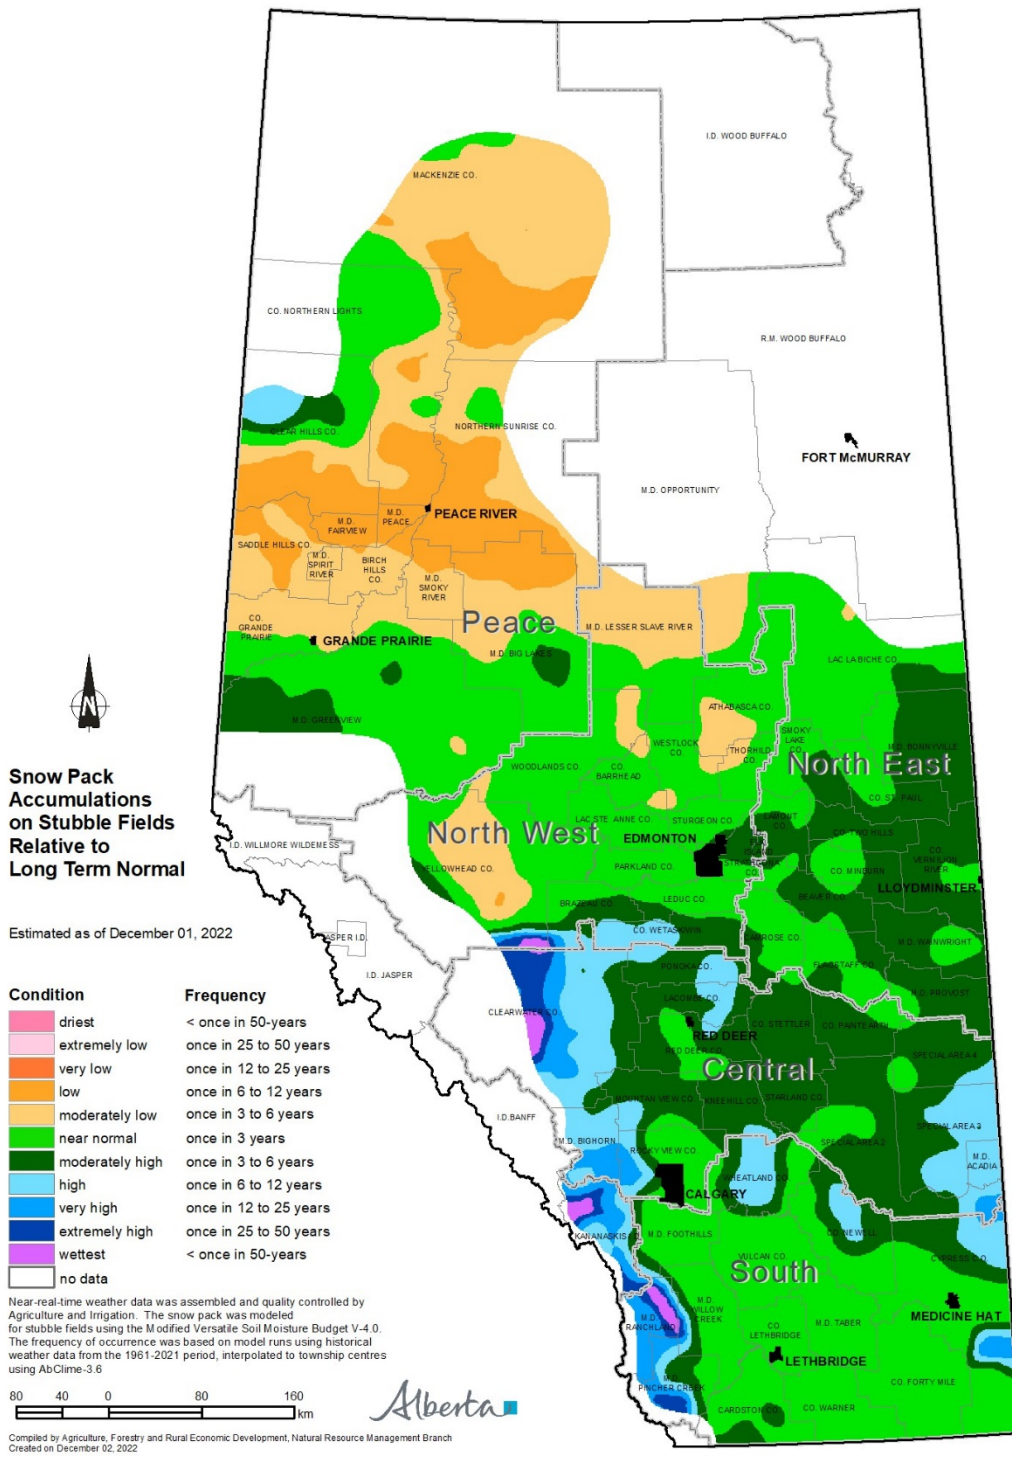 I.D. WOOD BUFFALO
MACKENZIE CO.
CO. NORTHERN LIGHTS
R.M. WOOD BUFFALO
CLEAR HILLS CO.
NORTHERN SUNRISE CO.
FORT McMURRAY
M.D. OPPORTUNITY
PEACE RIVER
M.D.
PEACE
M.D.
FAIRVIEW
SADDLE HILLS CO.
M.D.
SPIRIT
RIVER
BIRCH
HILLS
CO.
M.D.
SMOKY
RIVER
CO.
GRANDE
PRAIRIE
GRANDE PRAIRIE
Peace
M.D. LESSER SLAVE RIVER
M.D. BIG LAKES
LAC LA BICHE CO.
M.D. GREENVIEW
ATHABASCA CO.
SMOKY
LAKE
CO.
M.D. BONNYVILLE
WESTLOCK
CO.
THORHILD
CO.
WOODLANDS CO.
CO.
BARRHEAD
North East
CO. ST. PAUL
N
Snow Pack
Accumulations
on Stubble Fields
Relative to
Long Term Normal
Estimated as of December 01, 2022
North West
LAC STE ANNE CO.
STURGEON CO.
LAMONT
CO.
CO. TWO HILLS
I.D. WILLMORE WILDERNESS
EDMONTON
STRATHCONA
CO.
CO.
VERMILION
RIVER
YELLOWHEAD CO.
PARKLAND CO.
CO. MINBURN
LLOYDMINSTER
BRAZEAU CO.
LEDUC CO.
BEAVER CO.
CO. WETASKIWIN
CAMROSE CO.
M.D. WAINWRIGHT
JASPER I.D.
I.D. JASPER
PONOKA CO.
FLAGSTAFF CO.
M.D. PROVOST
CLEARWATER CO.
LACOMBE CO.
RED DEER
CO. STETTLER
CO. PAINTEARTH
RED DEER CO.
SPECIAL AREA 4
Central
MOUNTAIN VIEW CO.
KNEEHILL CO.
STARLAND CO.
I.D. BANFF
M.D. BIGHORN
ROCKY VIEW CO.
SPECIAL AREA 2
SPECIAL AREA 3
M.D.
ACADIA
WHEATLAND CO.
CALGARY
KANANASKIS
M.D. FOOTHILLS
CO. NEWELL
VULCAN CO.
CYPRESS CO.
South
M.D.
WILLOW
CREEK
M.D.
RANCHLAND
CO.
LETHBRIDGE
M.D. TABER
MEDICINE HAT
LETHBRIDGE
M.D.
PINCHER CREEK
CO. FORTY MILE
CARDSTON CO.
CO. WARNER
Condition Frequency
driest < once in 50-years
extremely low once in 25 to 50 years
very low once in 12 to 25 years
low once in 6 to 12 years
moderately low once in 3 to 6 years
near normal once in 3 years
moderately high once in 3 to 6 years
high once in 6 to 12 years
very high once in 12 to 25 years
extremely high once in 25 to 50 years
wettest < once in 50-years
no data
Near-real-time weather data was assembled and quality controlled by
Agriculture and Irrigation. The snow pack was modeled
for stubble fields using the Modified Versatile Soil Moisture Budget V-4.0.
The frequency of occurrence was based on model runs using historical
weather data from the 1961-2021 period, interpolated to township centres
using AbClime-3.6
80 40 0 80 160
km
Alberta
Compiled by Agriculture, Forestry and Rural Economic Development, Natural Resource Management Branch
Created on December 02, 2022